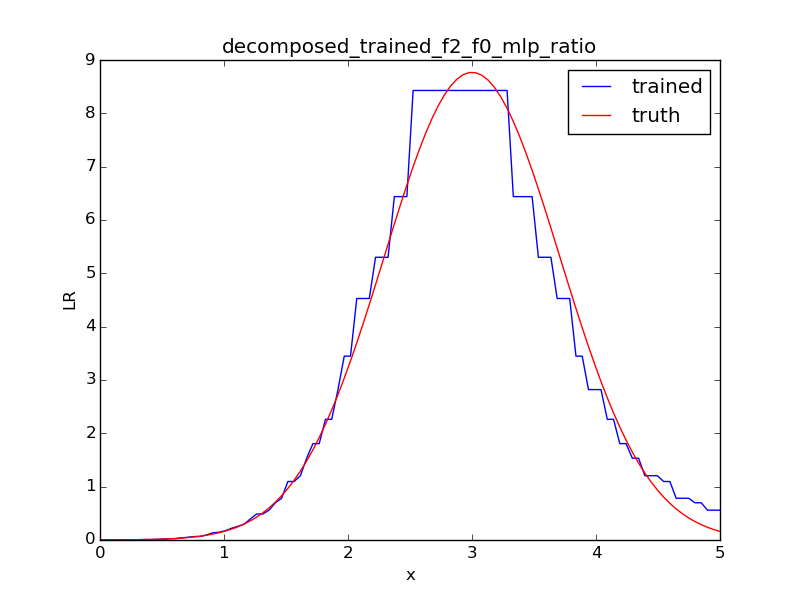 decomposed_trained_f2_f0_mlp_ratio
trained
truth
9
8
7
6
5
4
3
2
1
0
LR
0 1 2 3 4 5
x